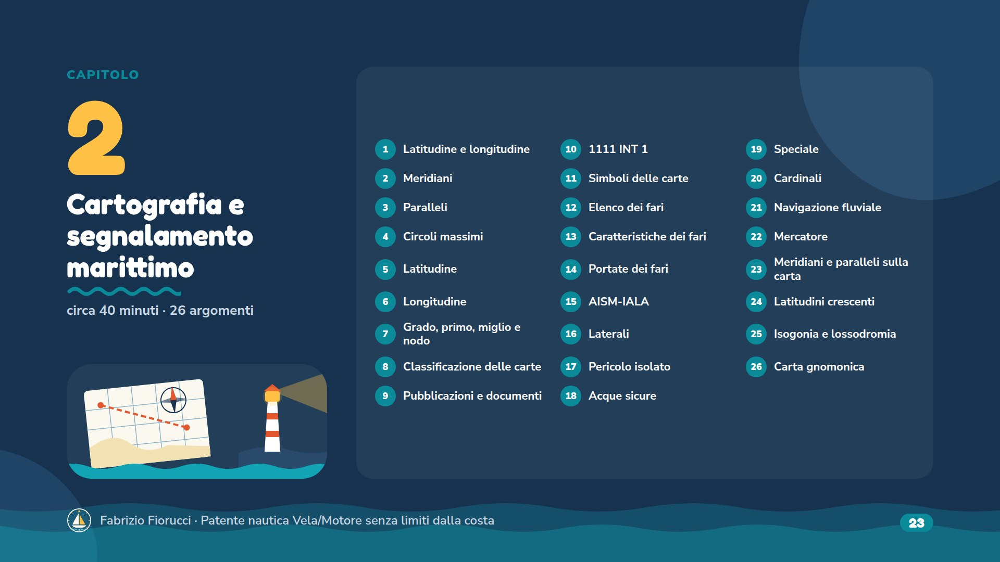 CAPITOLO
2
Cartografia e
segnalamento
marittimo
circa 40 minuti · 26 argomenti
1 Latitudine e longitudine
2 Meridiani
3 Paralleli
4 Circoli massimi
5 Latitudine
6 Longitudine
7 Grado, primo, miglio e
nodo
8 Classificazione delle carte
9 Pubblicazioni e documenti
10 1111 INT 1
11 Simboli delle carte
12 Elenco dei fari
13 Caratteristiche dei fari
14 Portate dei fari
15 AISM-IALA
16 Laterali
17 Pericolo isolato
18 Acque sicure
19 Speciale
20 Cardinali
21 Navigazione fluviale
22 Mercatore
23 Meridiani e paralleli sulla
carta
24 Latitudini crescenti
25 Isogonia e lossodromia
26 Carta gnomonica
Fabrizio Fiorucci · Patente nautica Vela/Motore senza limiti dalla costa
23